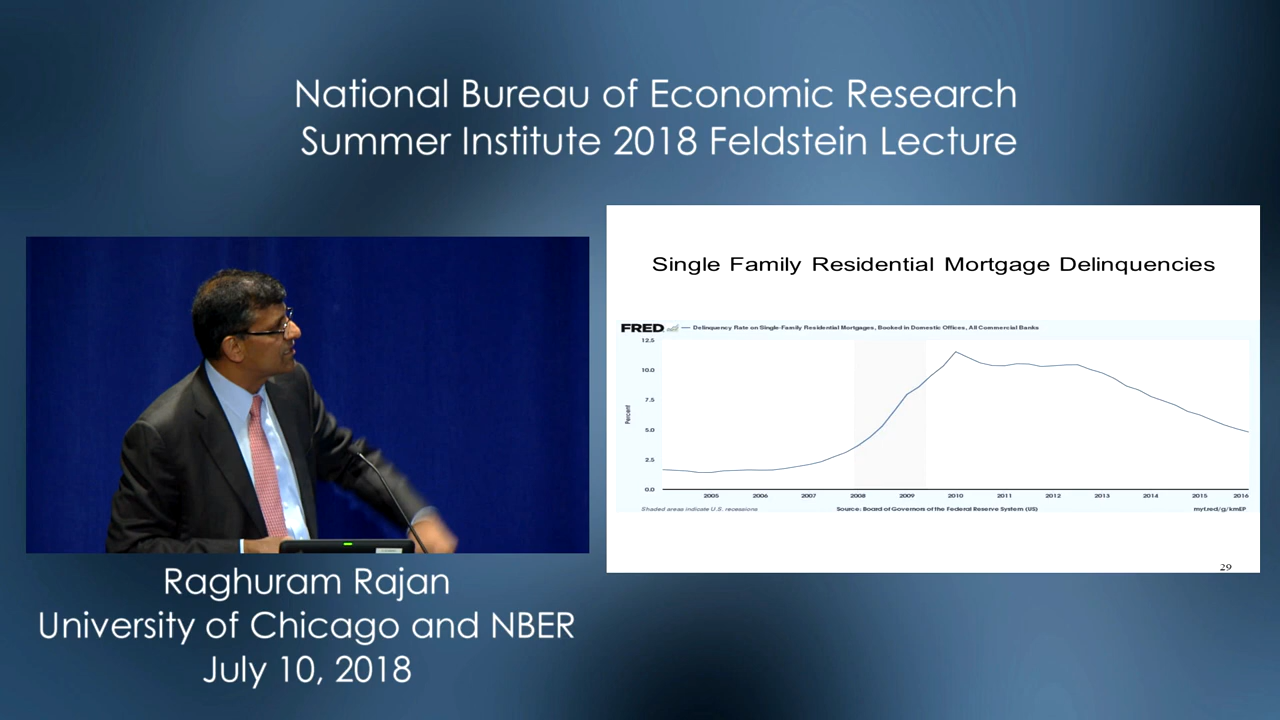 National Bureau of Economic Research
Summer Institute 2018 Feldstein Lecture
Single Family Residential Mortgage Delinquencies
FRED — Delinquency Rate on Single-Family Residential Mortgages, Booked in Domestic Offices, All Commercial Banks
12.5
10.0
7.5
5.0
2.5
0.0
Percent
2005 2006 2007 2008 2009 2010 2011 2012 2013 2014 2015 2016
Shaded areas indicate U.S. recessions Source: Board of Governors of the Federal Reserve System (US) myf.red/g/kmEP
29
Raghuram Rajan
University of Chicago and NBER
July 10, 2018